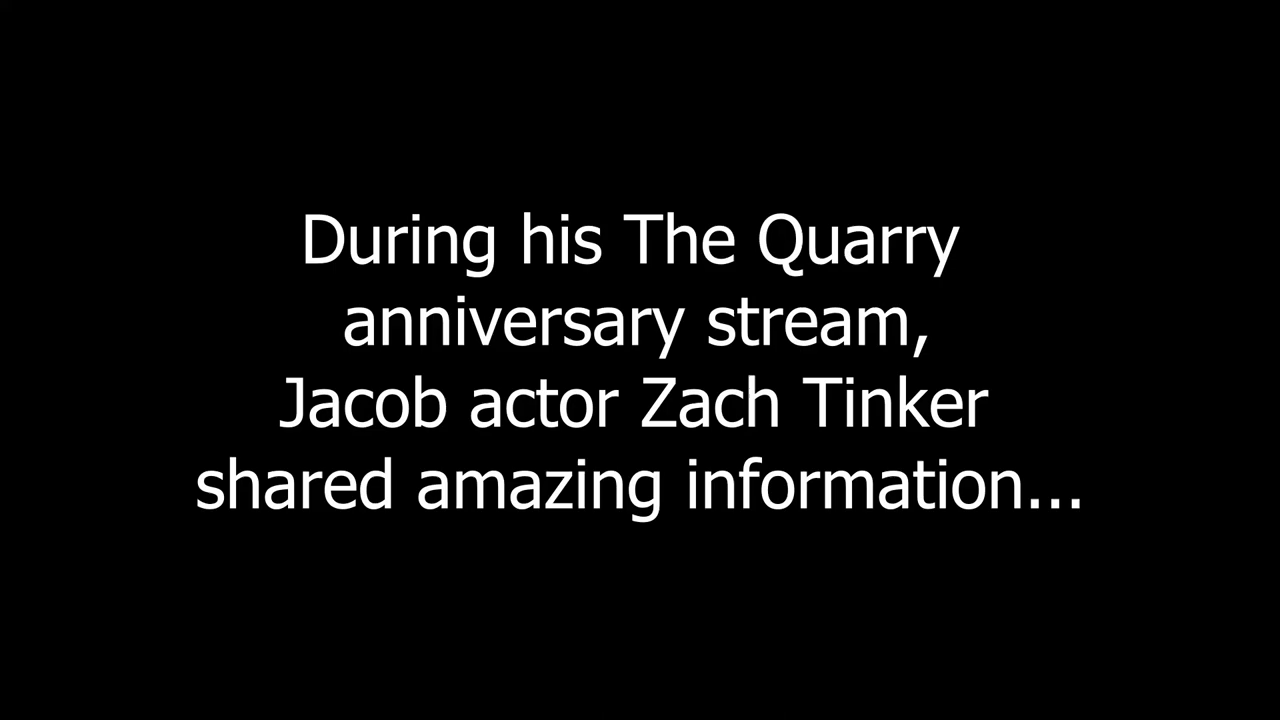 During his The Quarry
anniversary stream,
Jacob actor Zach Tinker
shared amazing information...